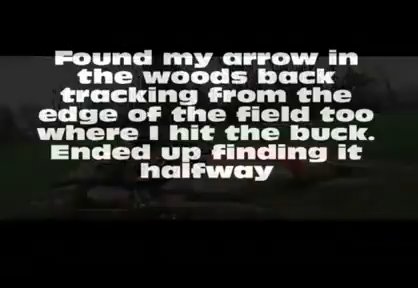 Found my arrow in
the woods back
tracking from the
edge of the field too
where I hit the buck.
Ended up finding it
halfway